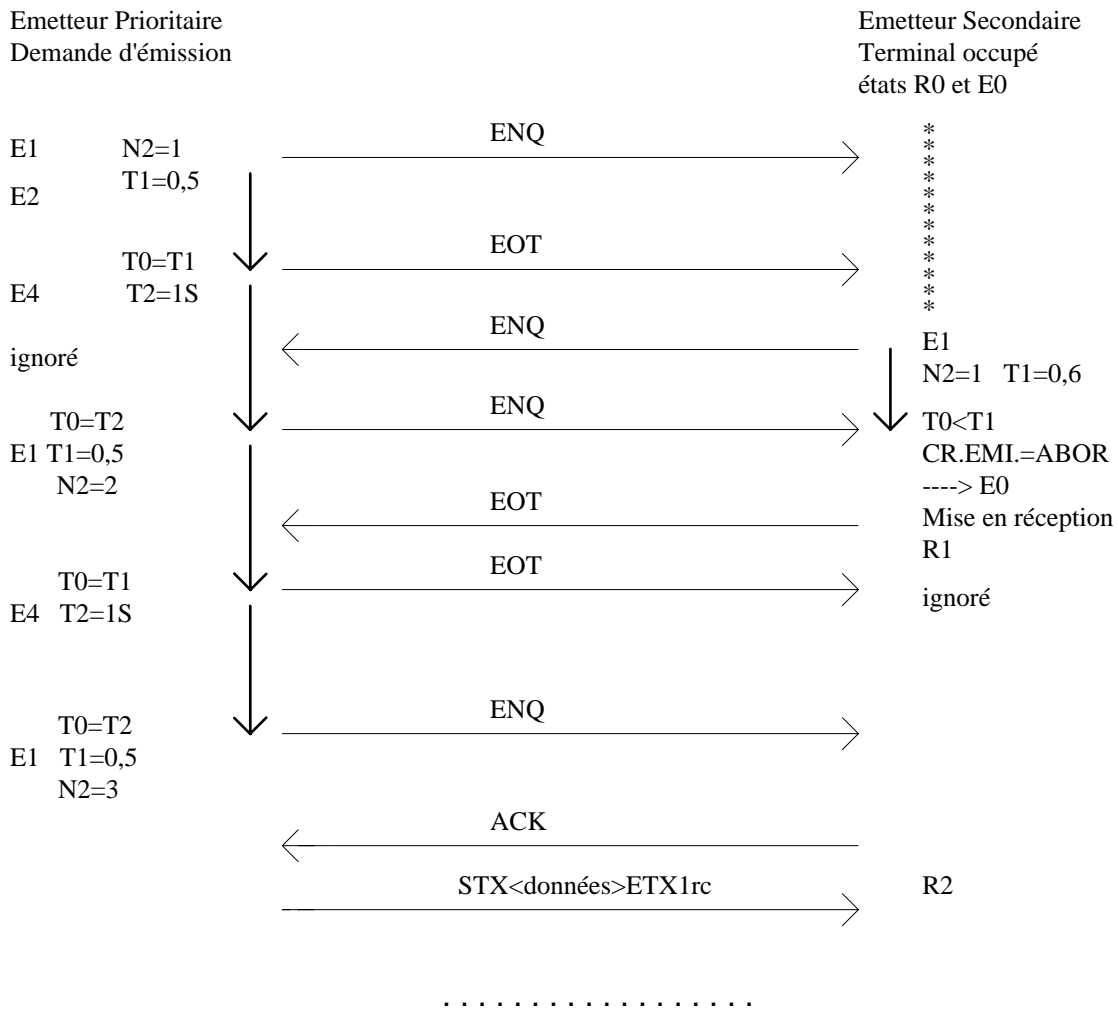 Emetteur Prioritaire
Demande d'émission
Emetteur Secondaire
Terminal occupé
états R0 et E0
E1 N2=1
T1=0,5
E2
ENQ
*
*
*
*
*
*
*
*
*
*
*
*
T0=T1
E4 T2=1S
EOT
ignoré
ENQ
E1
N2=1 T1=0,6
T0=T2
E1 T1=0,5
N2=2
ENQ
T0<T1
CR.EMI.=ABOR
----> E0
Mise en réception
R1
EOT
T0=T1
E4 T2=1S
EOT
ignoré
T0=T2
E1 T1=0,5
N2=3
ENQ
ACK
STX<données>ETX1rc
R2
. . . . . . . . . . . . . . . . . .